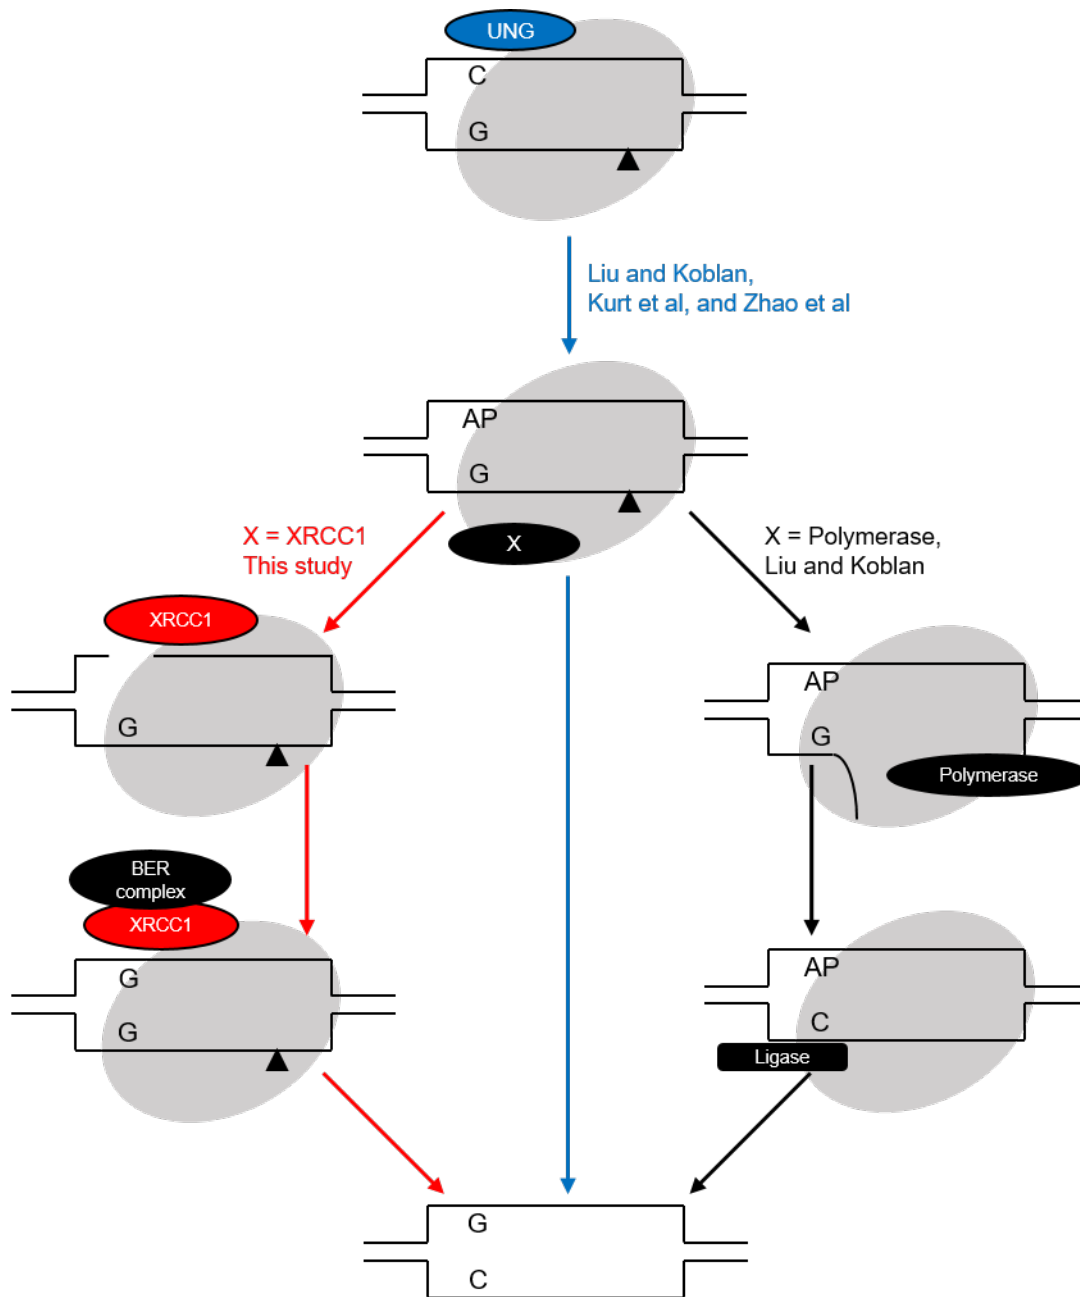 UNG
C
G
Liu and Koblan,
Kurt et al, and Zhao et al
AP
G
X
X = XRCC1
This study
X = Polymerase,
Liu and Koblan
XRCC1
G
AP
G
Polymerase
BER
complex
XRCC1
G
G
AP
C
Ligase
G
C